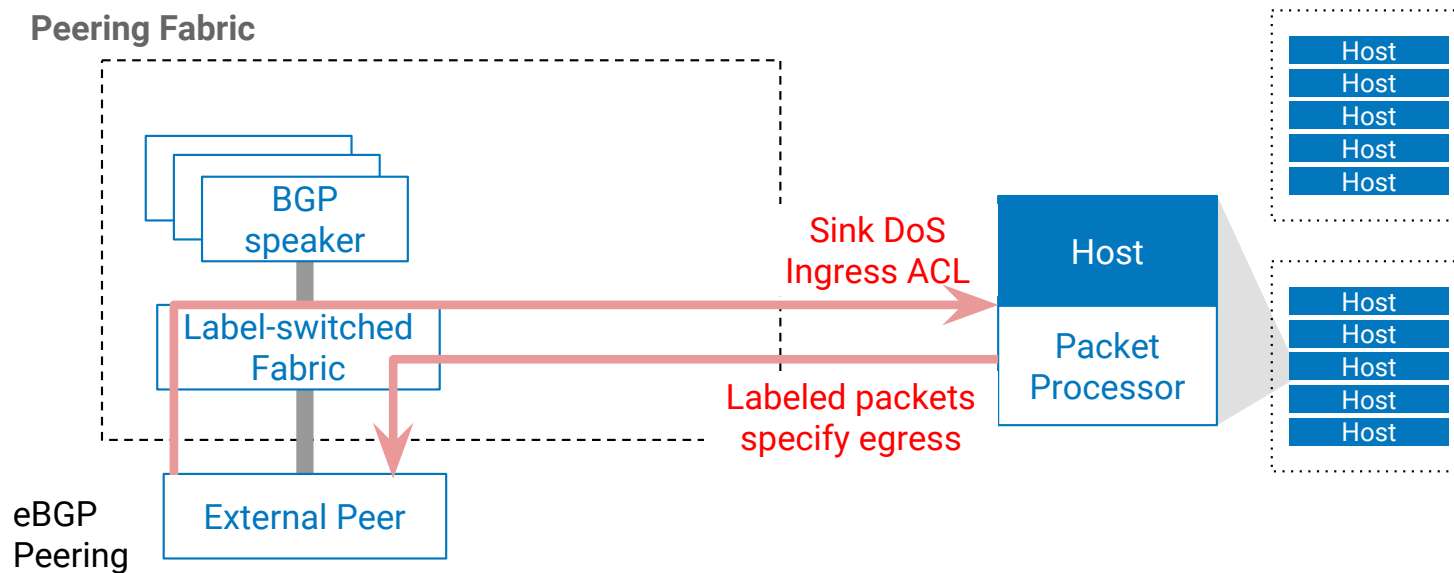 Peering Fabric
BGP
speaker
Label-switched
Fabric
External Peer
eBGP
Peering
Sink DoS
Ingress ACL
Labeled packets
specify egress
Host
Packet
Processor
Host
Host
Host
Host
Host
Host
Host
Host
Host
Host